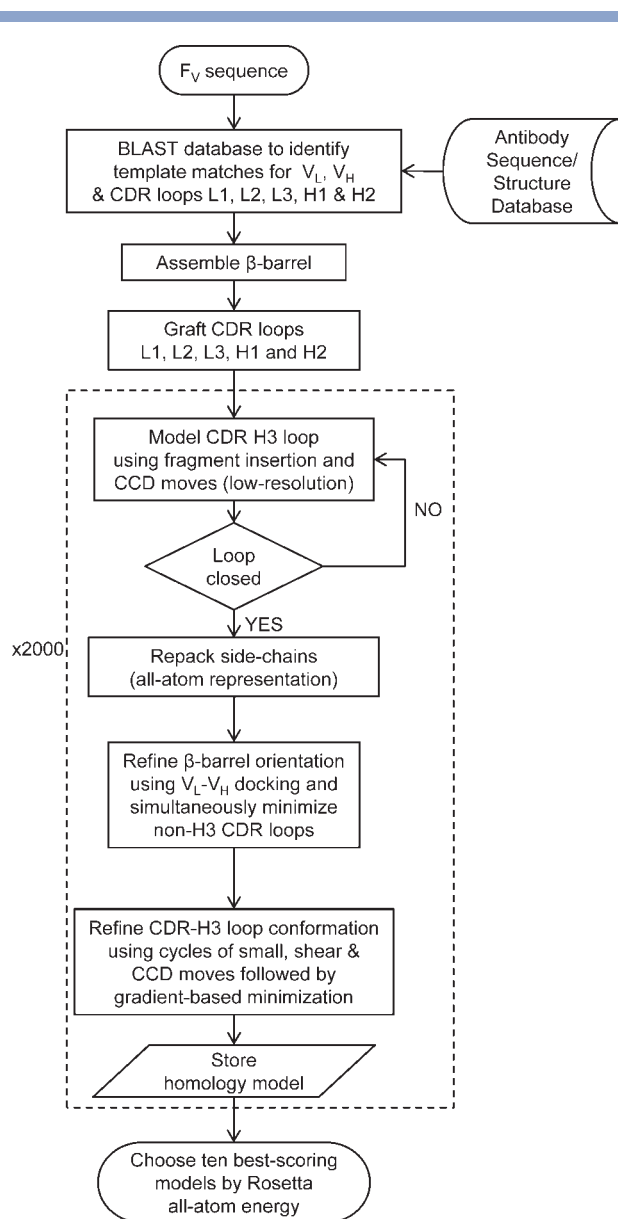 F_V sequence
BLAST database to identify
template matches for V_L, V_H
& CDR loops L1, L2, L3, H1 & H2
Antibody
Sequence/
Structure
Database
Assemble β-barrel
Graft CDR loops
L1, L2, L3, H1 and H2
Model CDR H3 loop
using fragment insertion and
CCD moves (low-resolution)
NO
Loop
closed
YES
x2000
Repack side-chains
(all-atom representation)
Refine β-barrel orientation
using V_L-V_H docking and
simultaneously minimize
non-H3 CDR loops
Refine CDR-H3 loop conformation
using cycles of small, shear &
CCD moves followed by
gradient-based minimization
Store
homology model
Choose ten best-scoring
models by Rosetta
all-atom energy